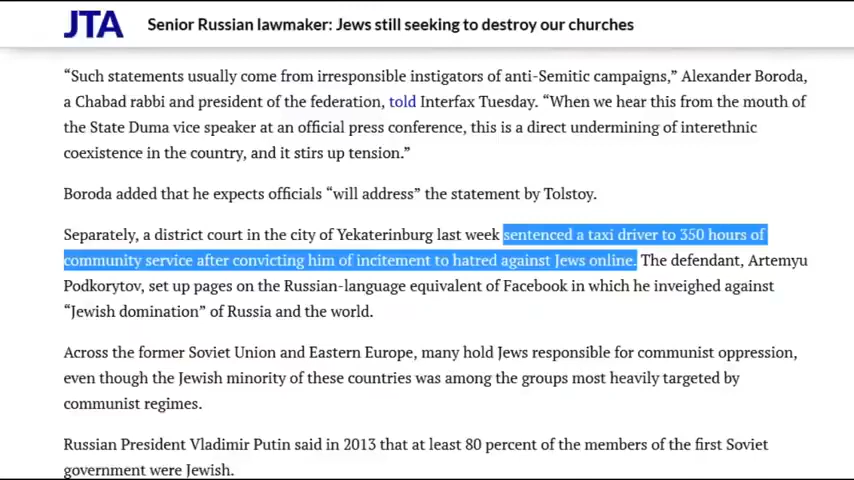 JTA Senior Russian lawmaker: Jews still seeking to destroy our churches
“Such statements usually come from irresponsible instigators of anti-Semitic campaigns,” Alexander Boroda,
a Chabad rabbi and president of the federation, told Interfax Tuesday. “When we hear this from the mouth of
the State Duma vice speaker at an official press conference, this is a direct undermining of interethnic
coexistence in the country, and it stirs up tension.”
Boroda added that he expects officials “will address” the statement by Tolstoy.
Separately, a district court in the city of Yekaterinburg last week sentenced a taxi driver to 350 hours of
community service after convicting him of incitement to hatred against Jews online. The defendant, Artemyu
Podkorytov, set up pages on the Russian-language equivalent of Facebook in which he inveighed against
“Jewish domination” of Russia and the world.
Across the former Soviet Union and Eastern Europe, many hold Jews responsible for communist oppression,
even though the Jewish minority of these countries was among the groups most heavily targeted by
communist regimes.
Russian President Vladimir Putin said in 2013 that at least 80 percent of the members of the first Soviet
government were Jewish.